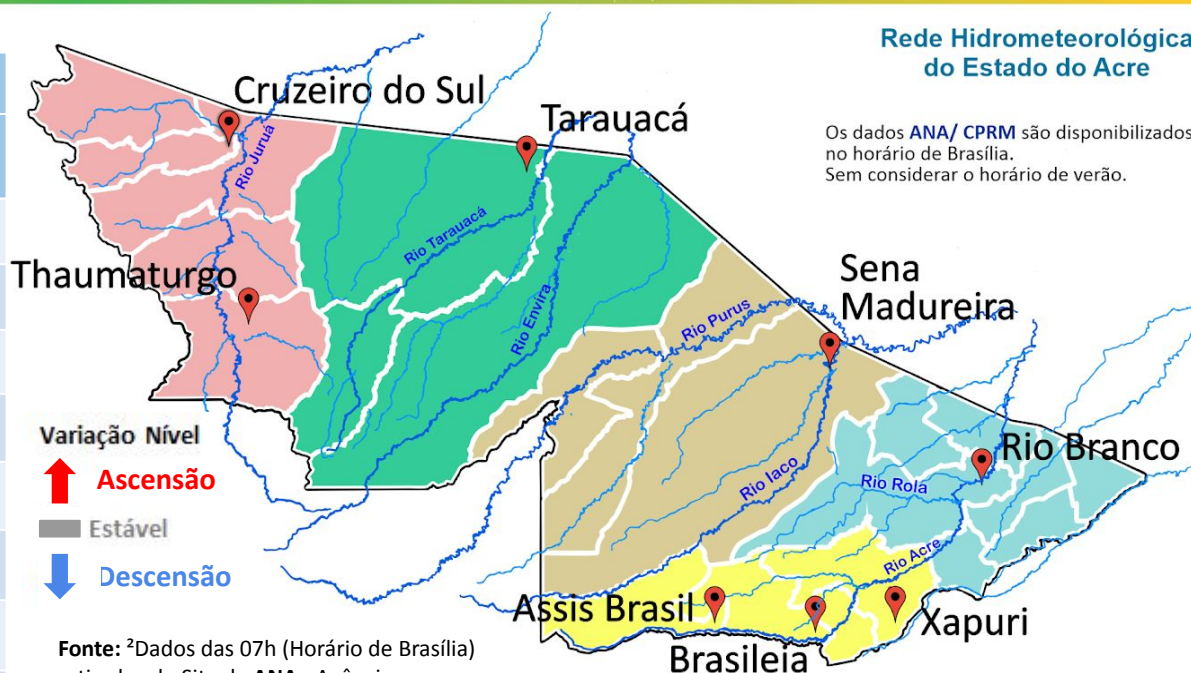 Rede Hidrometeorológica
do Estado do Acre
Os dados ANA/ CPRM são disponibilizados
no horário de Brasília.
Sem considerar o horário de verão.
Cruzeiro do Sul
Tarauacá
Rio Juruá
Rio Tarauacá
Thaumaturgo
Sena
Madureira
Rio Envira
Rio Purus
Variação Nível
Ascensão
Estável
Descensão
Rio Branco
Rio Iaco
Rio Rola
Rio Acre
Assis Brasil
Xapuri
Brasileia
Fonte: ²Dados das 07h (Horário de Brasília)